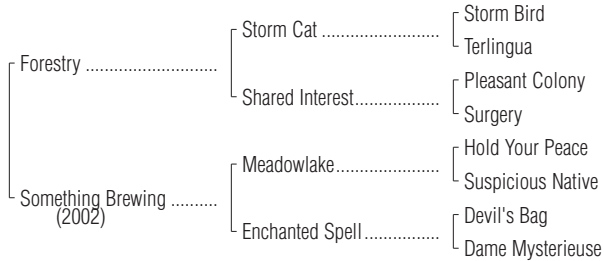 Storm Bird
Storm Cat ........................
Terlingua
Forestry ...........................
Pleasant Colony
Shared Interest.................
Surgery
Hold Your Peace
Meadowlake.....................
Suspicious Native
Something Brewing ..........
(2002)
Devil's Bag
Enchanted Spell...............
Dame Mysterieuse